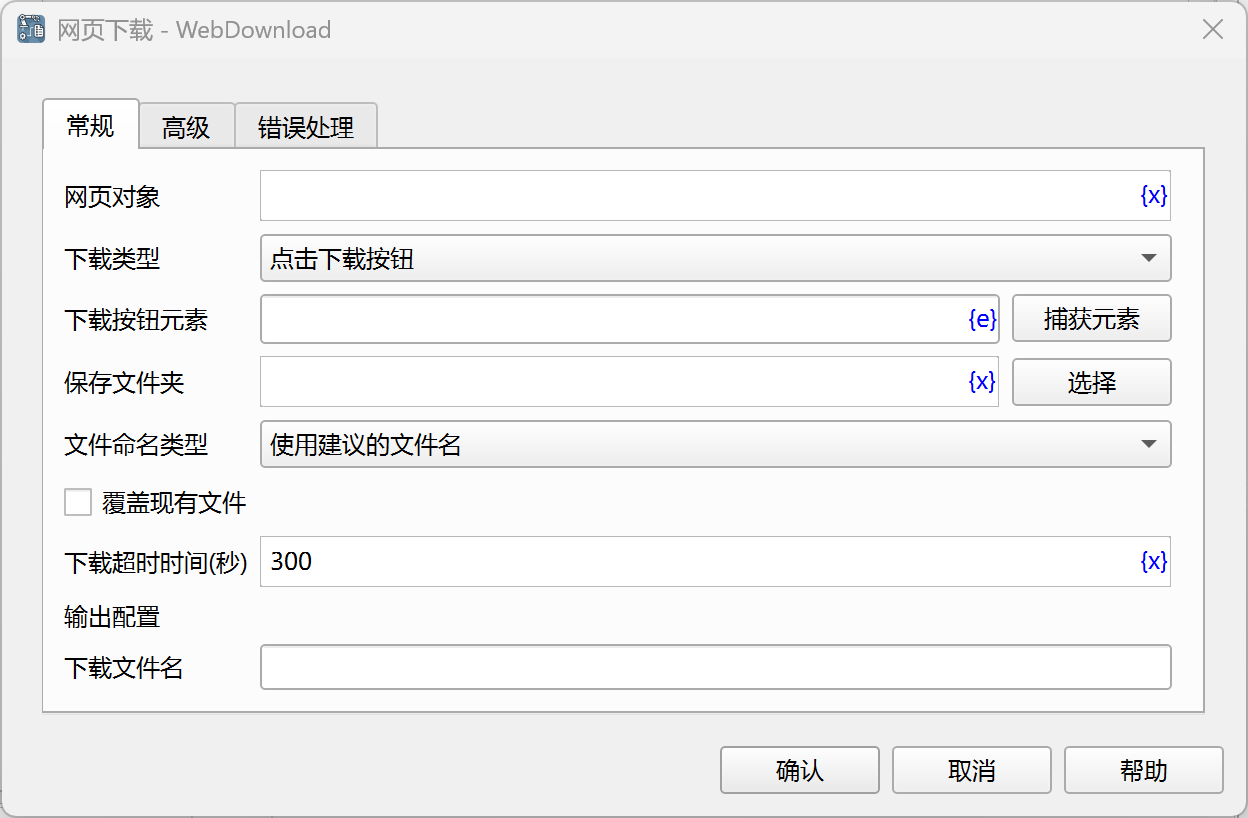 网页下载 - WebDownload
常规 高级 错误处理
网页对象 {x}
下载类型 点击下载按钮
下载按钮元素 {e} 捕获元素
保存文件夹 {x} 选择
文件命名类型 使用建议的文件名
覆盖现有文件
下载超时时间(秒) 300 {x}
输出配置
下载文件名
确认 取消 帮助